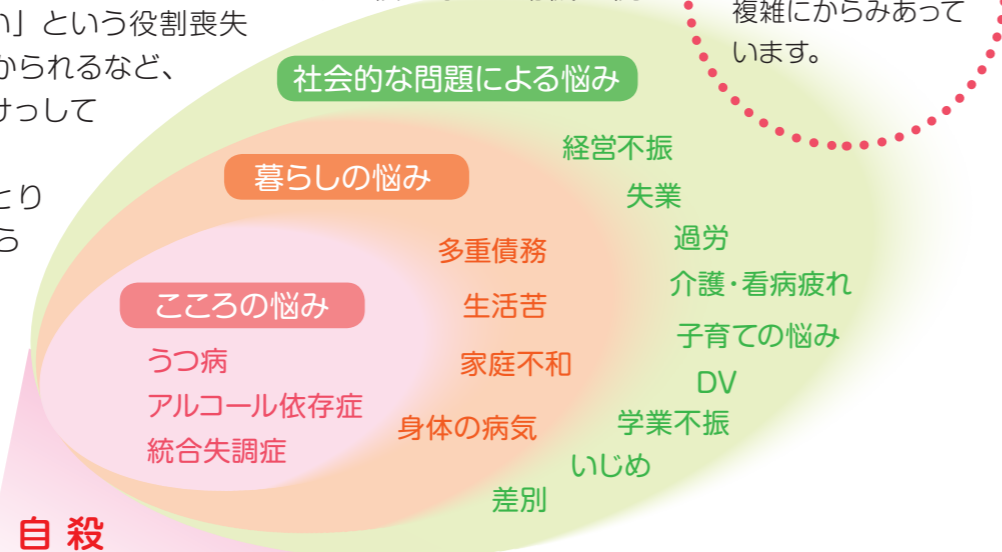 い」という役割喪失
かられるなど、
けっして
とり
ら
複雑にからみあって
います。
社会的な問題による悩み
経営不振
失業
過労
介護・看病疲れ
子育ての悩み
DV
学業不振
いじめ
差別
暮らしの悩み
多重債務
生活苦
家庭不和
身体の病気
こころの悩み
うつ病
アルコール依存症
統合失調症
自殺